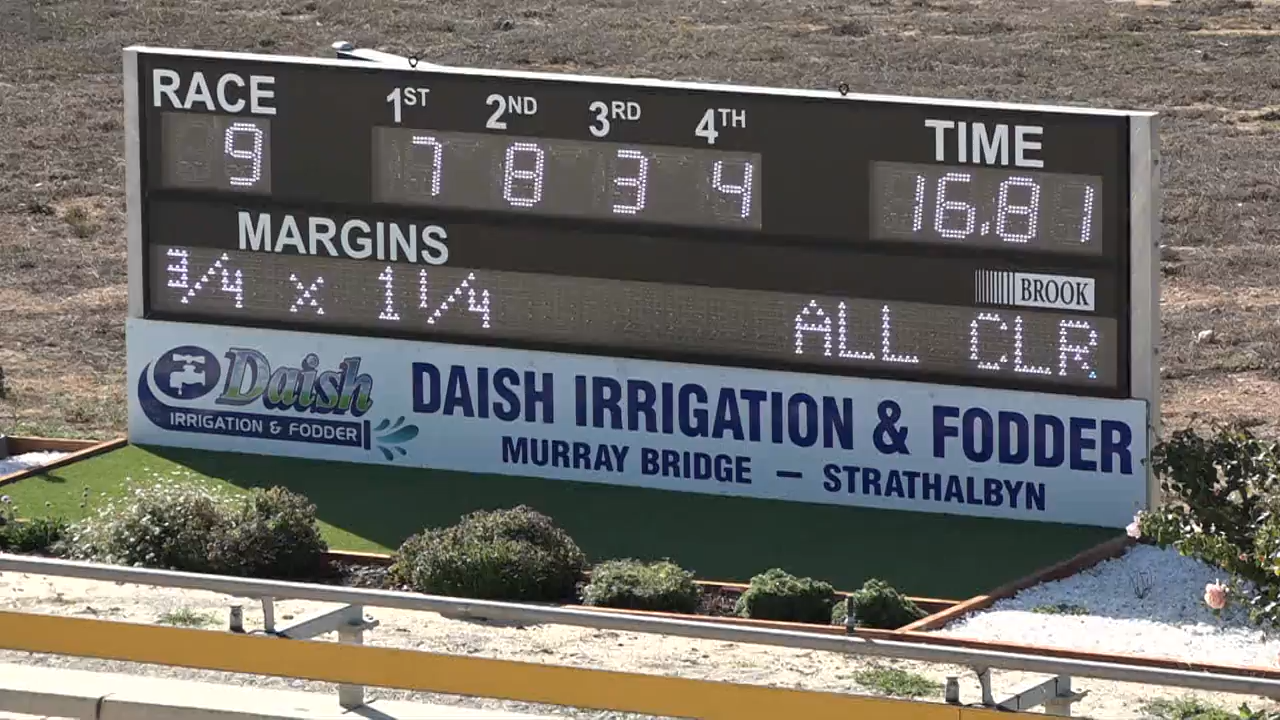 RACE 1ST 2ND 3RD 4TH TIME
9 7 8 3 4 16.81
MARGINS
BROOK
3/4 x 1 1/4 ALL CLR
Daish
IRRIGATION & FODDER
DAISH IRRIGATION & FODDER
MURRAY BRIDGE – STRATHALBYN